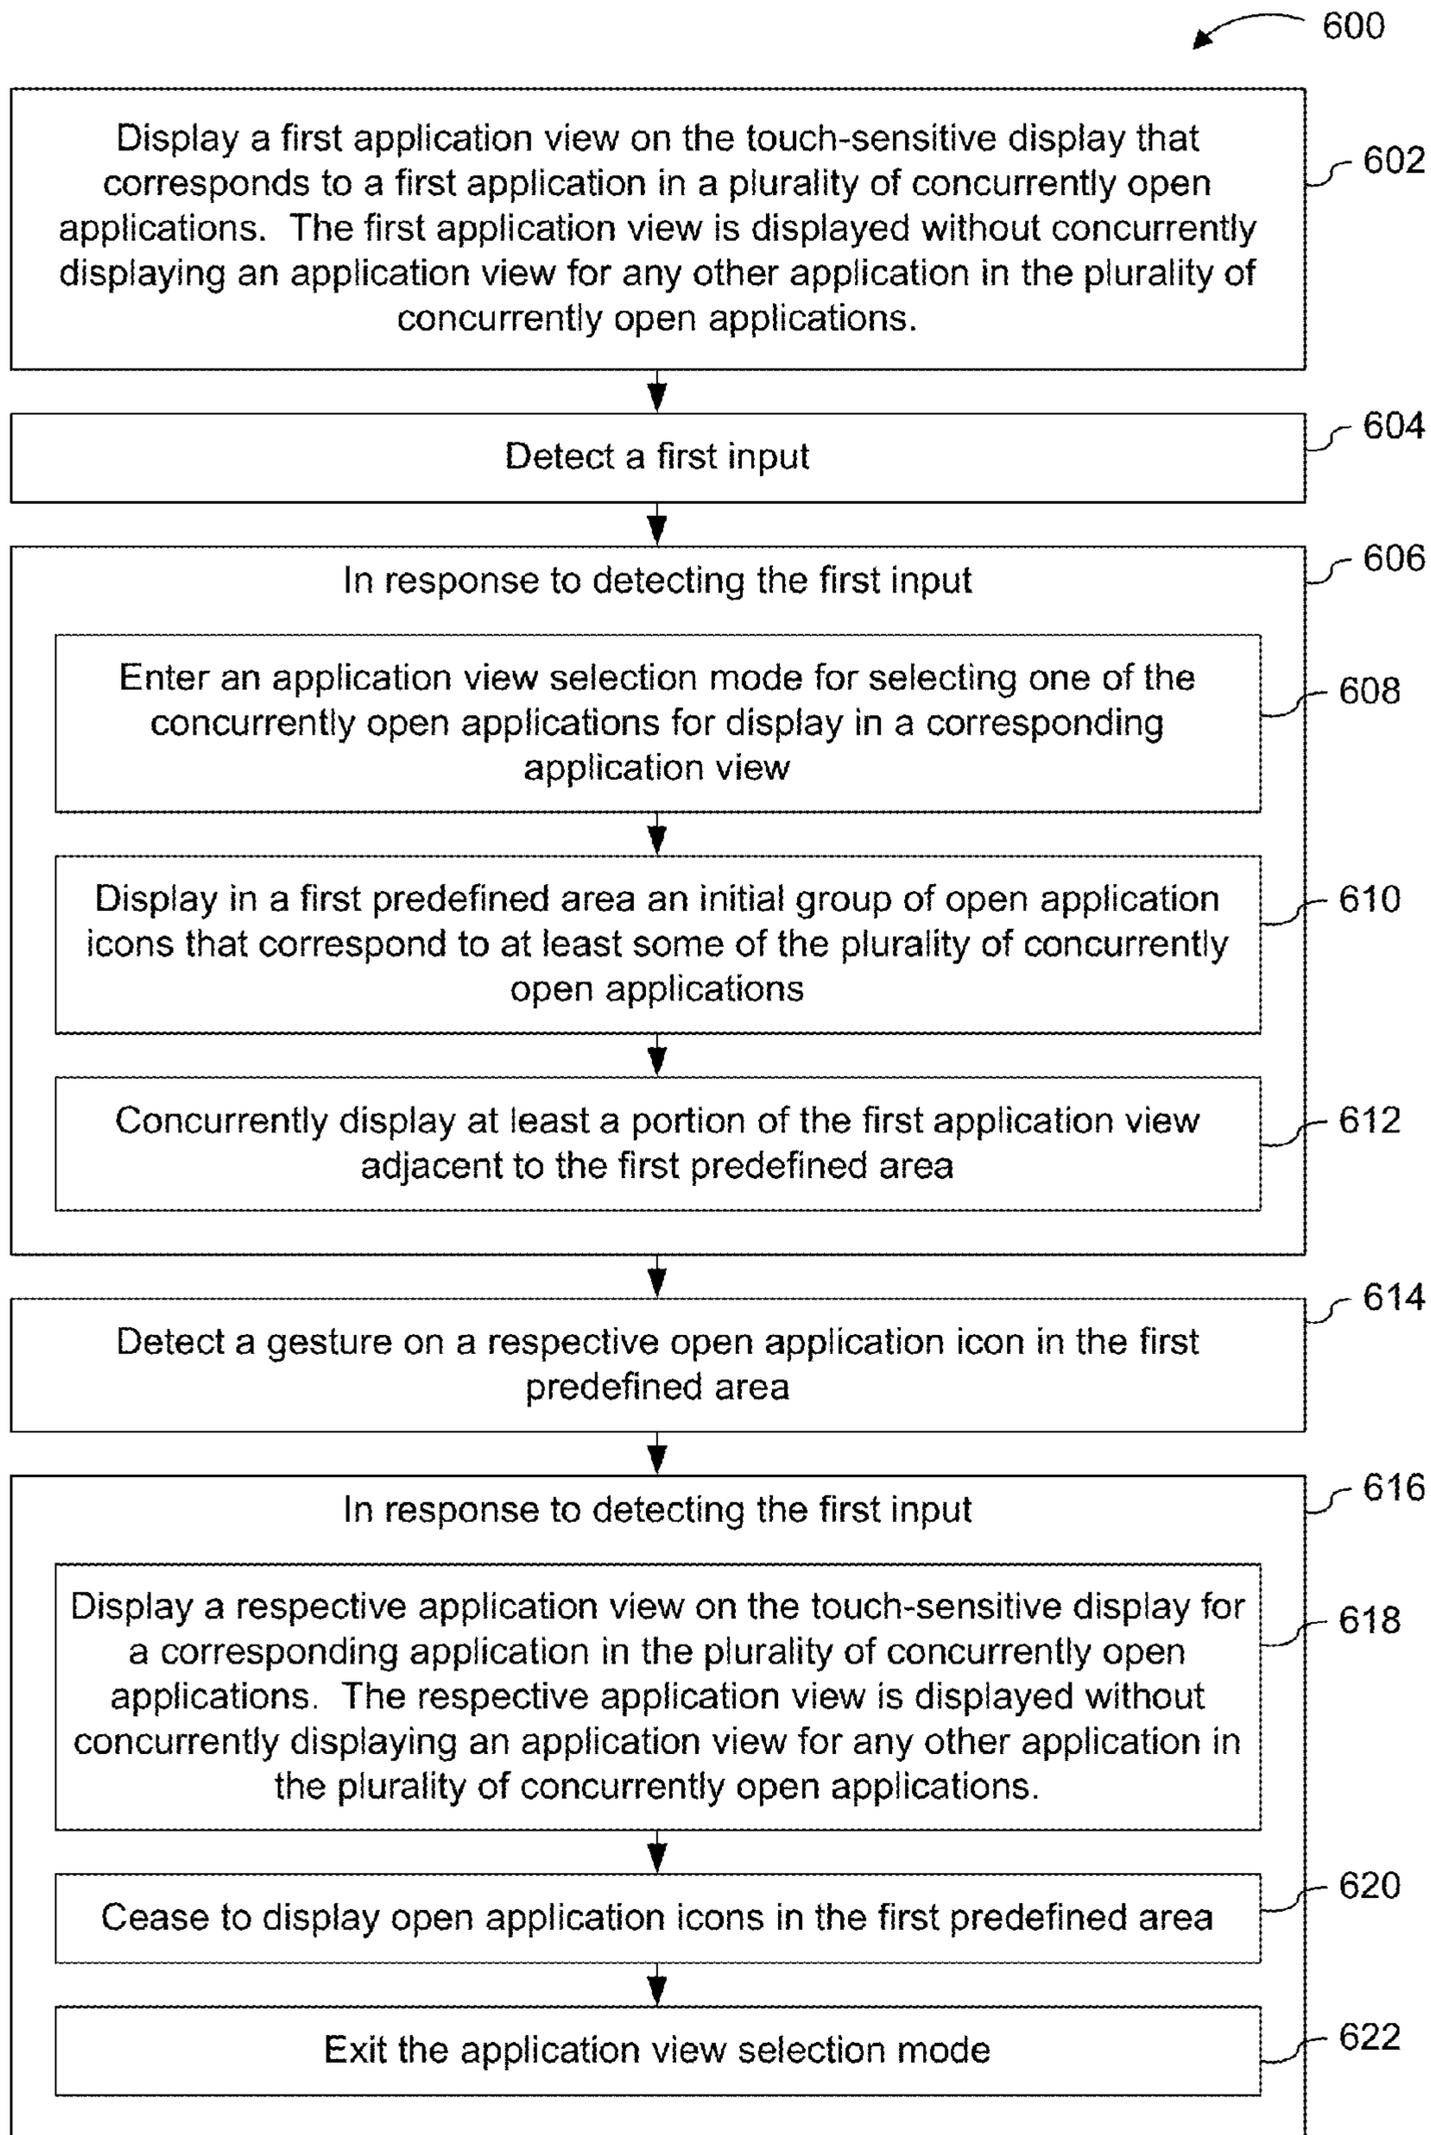 600
Display a first application view on the touch-sensitive display that
corresponds to a first application in a plurality of concurrently open
applications. The first application view is displayed without concurrently
displaying an application view for any other application in the plurality of
concurrently open applications.
602
Detect a first input
604
In response to detecting the first input
606
Enter an application view selection mode for selecting one of the
concurrently open applications for display in a corresponding
application view
608
Display in a first predefined area an initial group of open application
icons that correspond to at least some of the plurality of concurrently
open applications
610
Concurrently display at least a portion of the first application view
adjacent to the first predefined area
612
Detect a gesture on a respective open application icon in the first
predefined area
614
In response to detecting the first input
616
Display a respective application view on the touch-sensitive display for
a corresponding application in the plurality of concurrently open
applications. The respective application view is displayed without
concurrently displaying an application view for any other application in
the plurality of concurrently open applications.
618
Cease to display open application icons in the first predefined area
620
Exit the application view selection mode
622